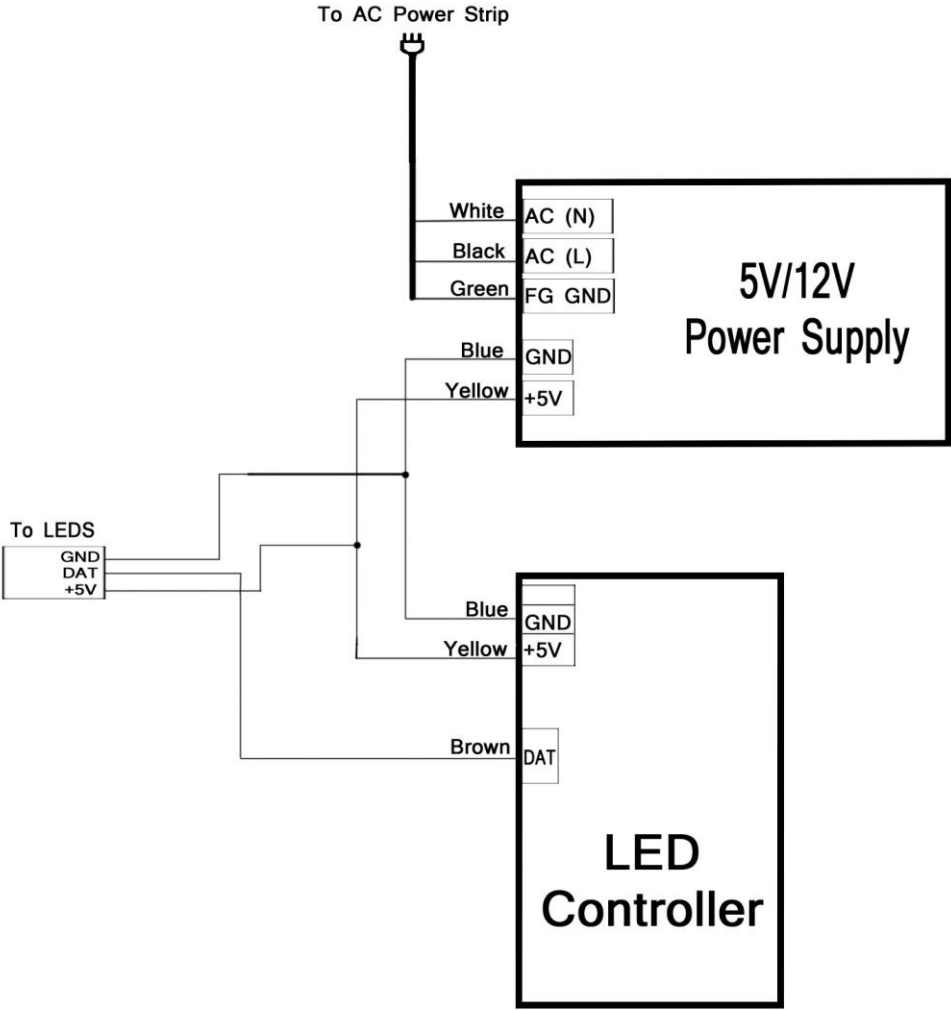 To AC Power Strip
White
AC (N)
Black
AC (L)
Green
FG GND
5V/12V
Power Supply
Blue
GND
Yellow
+5V
To LEDS
GND
DAT
+5V
Blue
GND
Yellow
+5V
Brown
DAT
LED
Controller